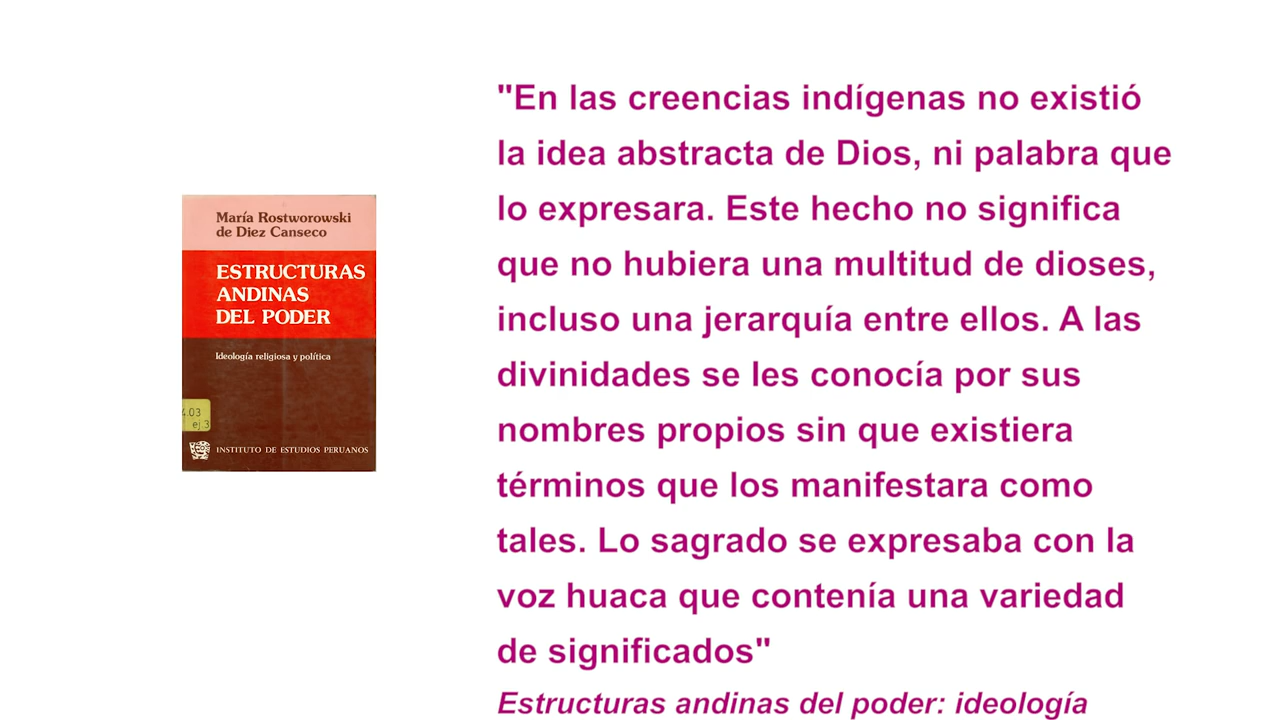 María Rostworowski
de Diez Canseco
ESTRUCTURAS
ANDINAS
DEL PODER
Ideología religiosa y política
4.03
ej 3
INSTITUTO DE ESTUDIOS PERUANOS
"En las creencias indígenas no existió
la idea abstracta de Dios, ni palabra que
lo expresara. Este hecho no significa
que no hubiera una multitud de dioses,
incluso una jerarquía entre ellos. A las
divinidades se les conocía por sus
nombres propios sin que existiera
términos que los manifestara como
tales. Lo sagrado se expresaba con la
voz huaca que contenía una variedad
de significados"
Estructuras andinas del poder: ideología